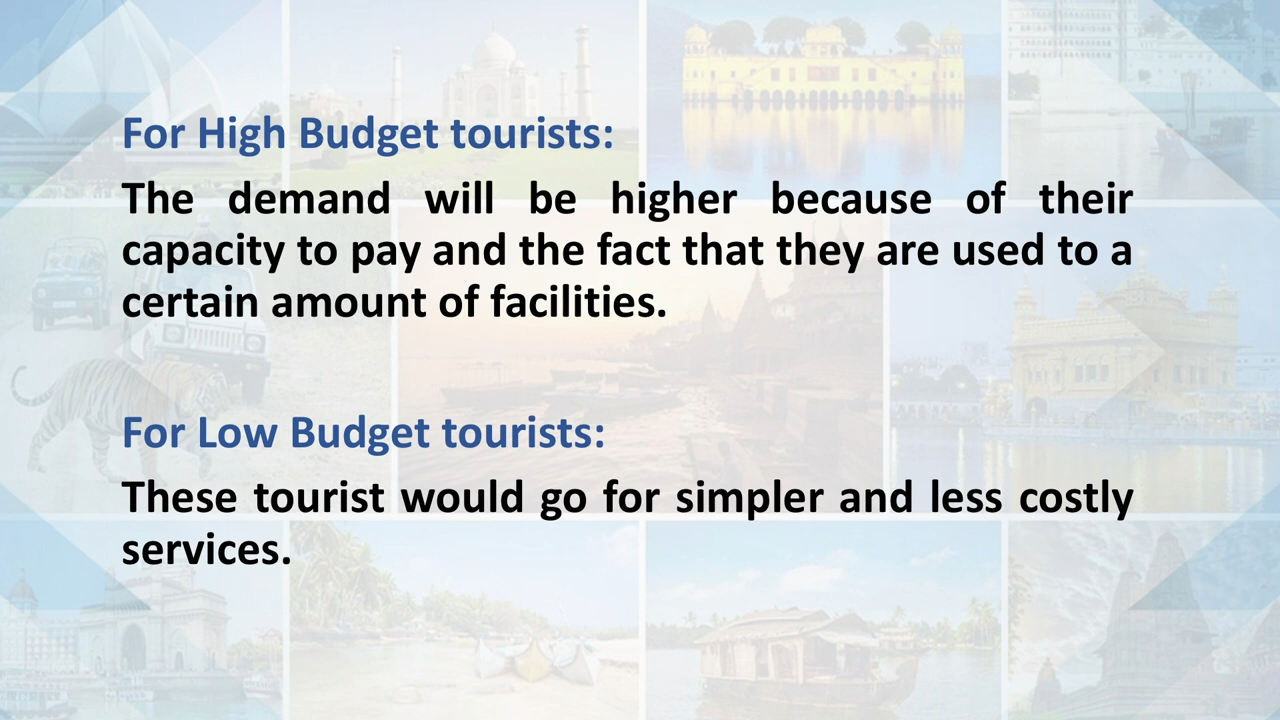 For High Budget tourists:
The demand will be higher because of their
capacity to pay and the fact that they are used to a
certain amount of facilities.
For Low Budget tourists:
These tourist would go for simpler and less costly
services.